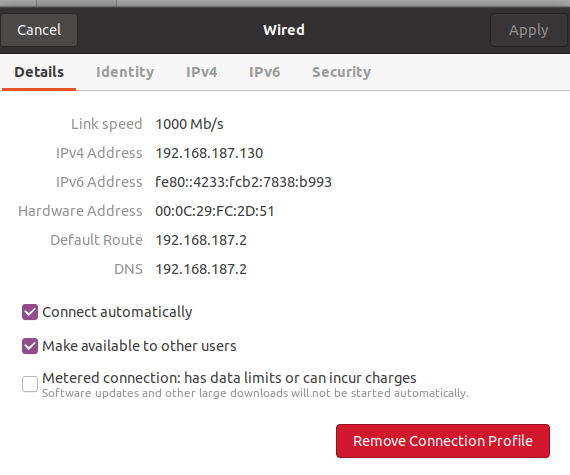 Cancel Wired Apply
Details Identity IPv4 IPv6 Security
Link speed 1000 Mb/s
IPv4 Address 192.168.187.130
IPv6 Address fe80::4233:fcb2:7838:b993
Hardware Address 00:0C:29:FC:2D:51
Default Route 192.168.187.2
DNS 192.168.187.2
Connect automatically
Make available to other users
Metered connection: has data limits or can incur charges
Software updates and other large downloads will not be started automatically.
Remove Connection Profile